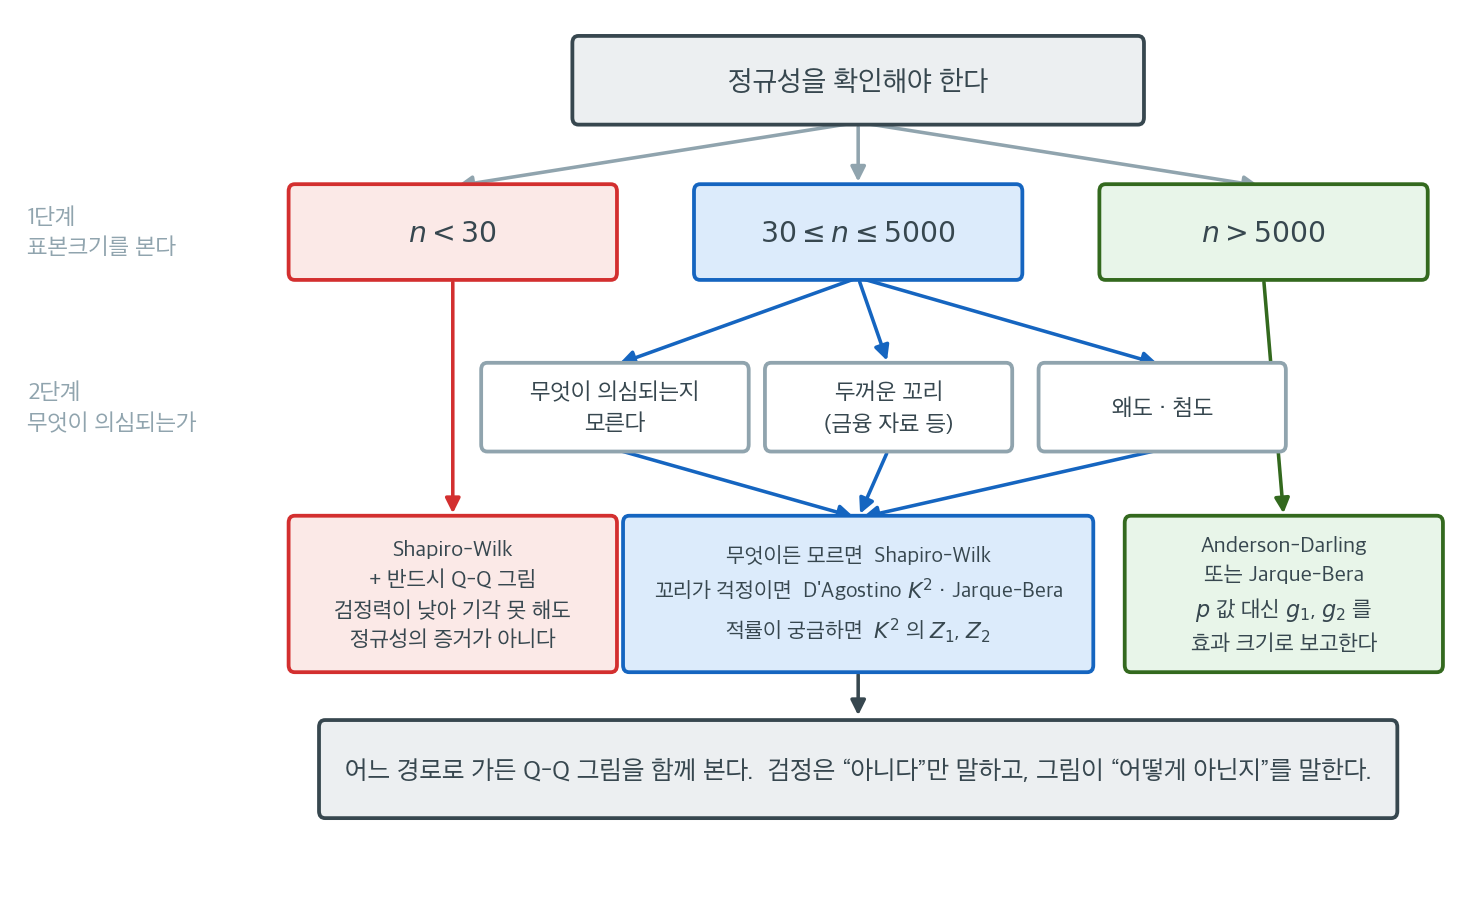 정규성을 확인해야 한다
1단계
표본크기를 본다
n < 30
30 ≤ n ≤ 5000
n > 5000
2단계
무엇이 의심되는가
무엇이 의심되는지
모른다
두꺼운 꼬리
(금융 자료 등)
왜도 · 첨도
Shapiro-Wilk
+ 반드시 Q-Q 그림
검정력이 낮아 기각 못 해도
정규성의 증거가 아니다
무엇이든 모르면 Shapiro-Wilk
꼬리가 걱정이면 D'Agostino K² · Jarque-Bera
적률이 궁금하면 K² 의 Z₁, Z₂
Anderson-Darling
또는 Jarque-Bera
p 값 대신 g₁, g₂ 를
효과 크기로 보고한다
어느 경로로 가든 Q-Q 그림을 함께 본다. 검정은 “아니다”만 말하고, 그림이 “어떻게 아닌지”를 말한다.